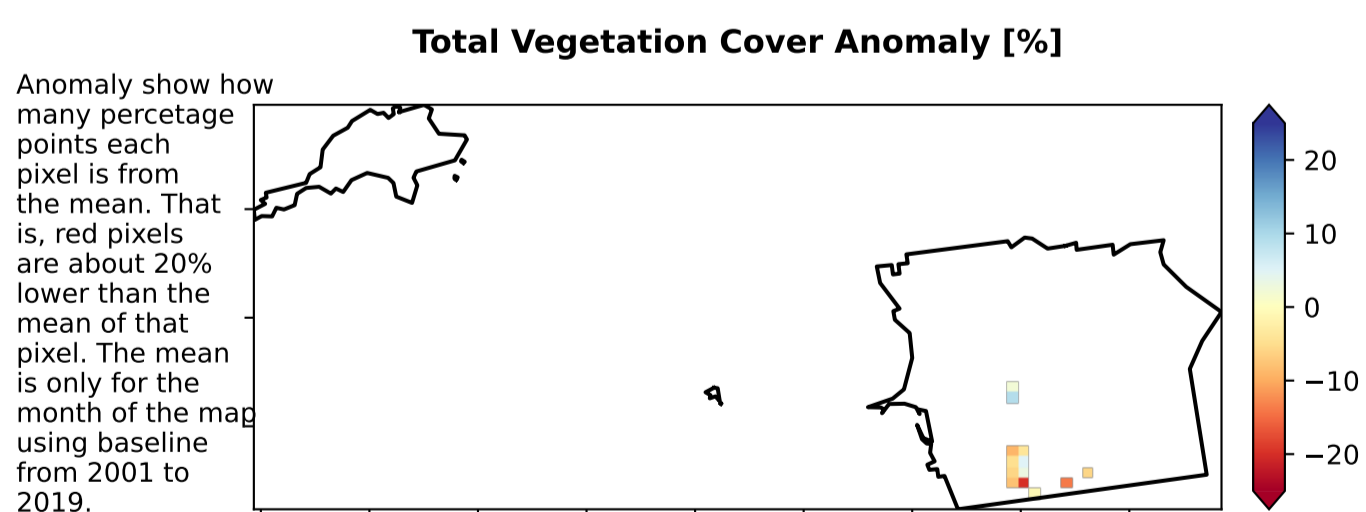 Total Vegetation Cover Anomaly [%]
Anomaly show how
many percetage
points each
pixel is from
the mean. That
is, red pixels
are about 20%
lower than the
mean of that
pixel. The mean
is only for the
month of the map
using baseline
from 2001 to
2019.
20
10
0
−10
−20